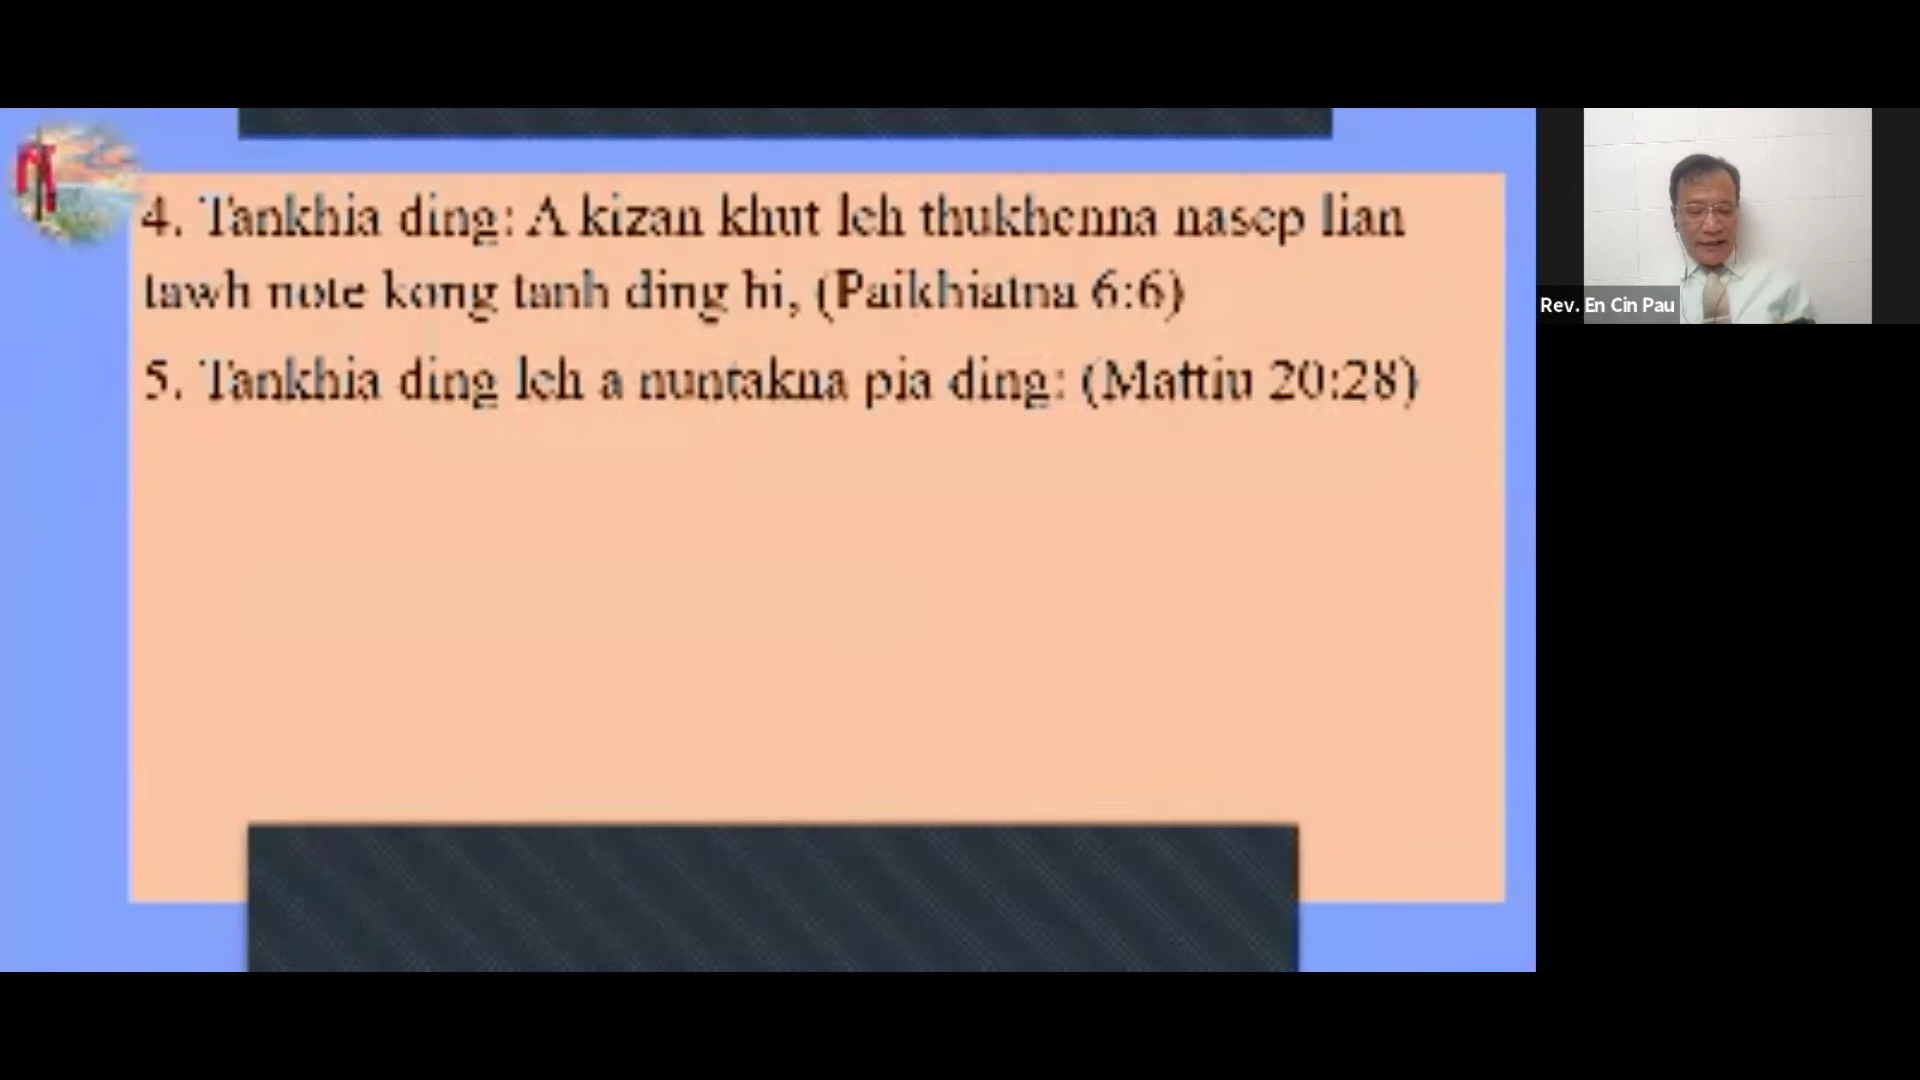 4. Tankhia ding: A kizan khut leh thukhenna nasep lian
tawh note kong tanh ding hi, (Paikhiatna 6:6)
5. Tankhia ding leh a nuntakna pia ding: (Mattiu 20:28)
Rev. En Cin Pau